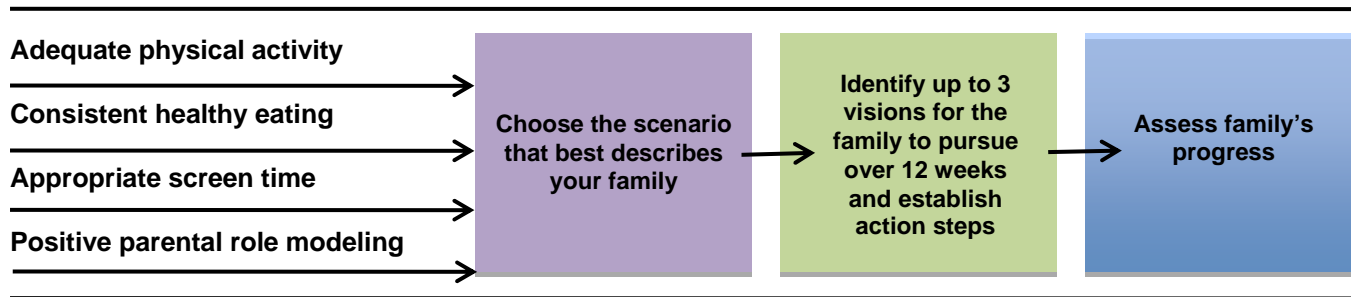 Adequate physical activity
Consistent healthy eating
Appropriate screen time
Positive parental role modeling
Choose the scenario
that best describes
your family
Identify up to 3
visions for the
family to pursue
over 12 weeks
and establish
action steps
Assess family’s
progress